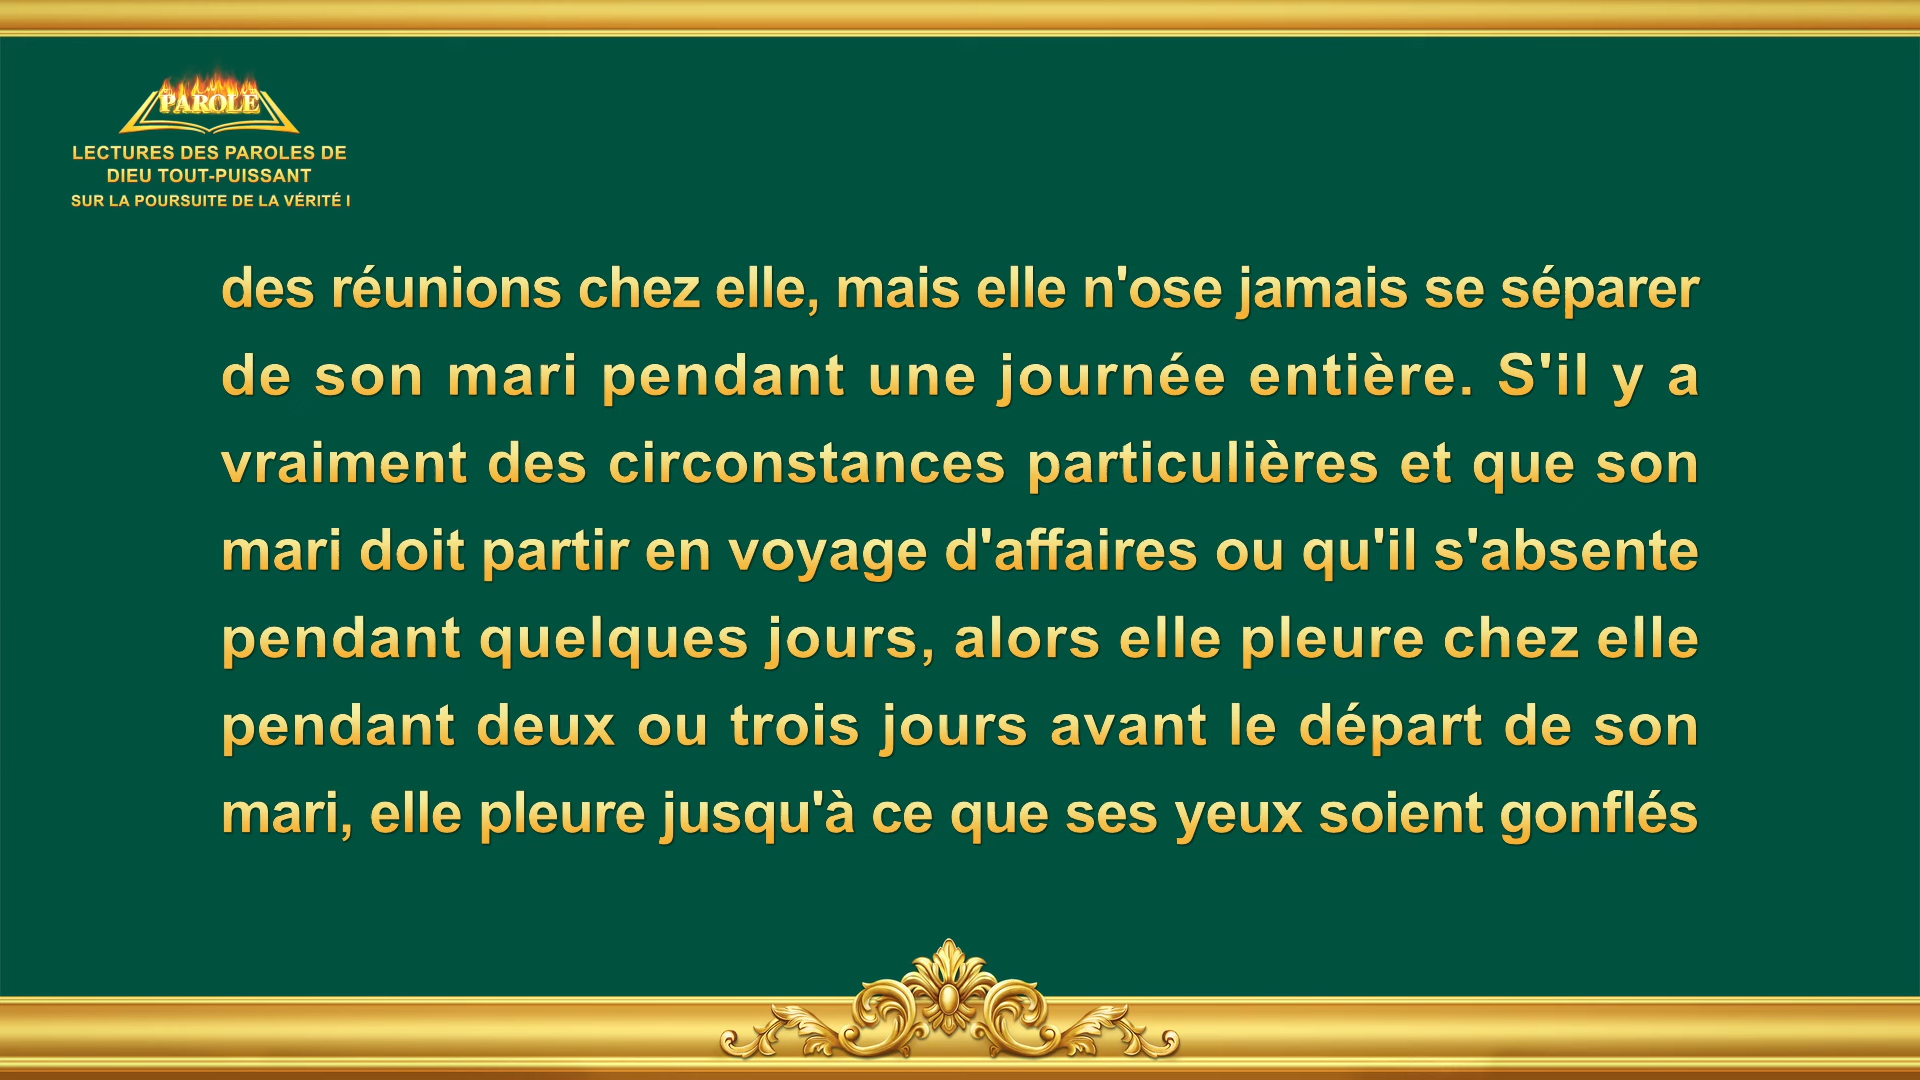 PAROLE
LECTURES DES PAROLES DE
DIEU TOUT-PUISSANT
SUR LA POURSUITE DE LA VÉRITÉ I
des réunions chez elle, mais elle n'ose jamais se séparer
de son mari pendant une journée entière. S'il y a
vraiment des circonstances particulières et que son
mari doit partir en voyage d'affaires ou qu'il s'absente
pendant quelques jours, alors elle pleure chez elle
pendant deux ou trois jours avant le départ de son
mari, elle pleure jusqu'à ce que ses yeux soient gonflés